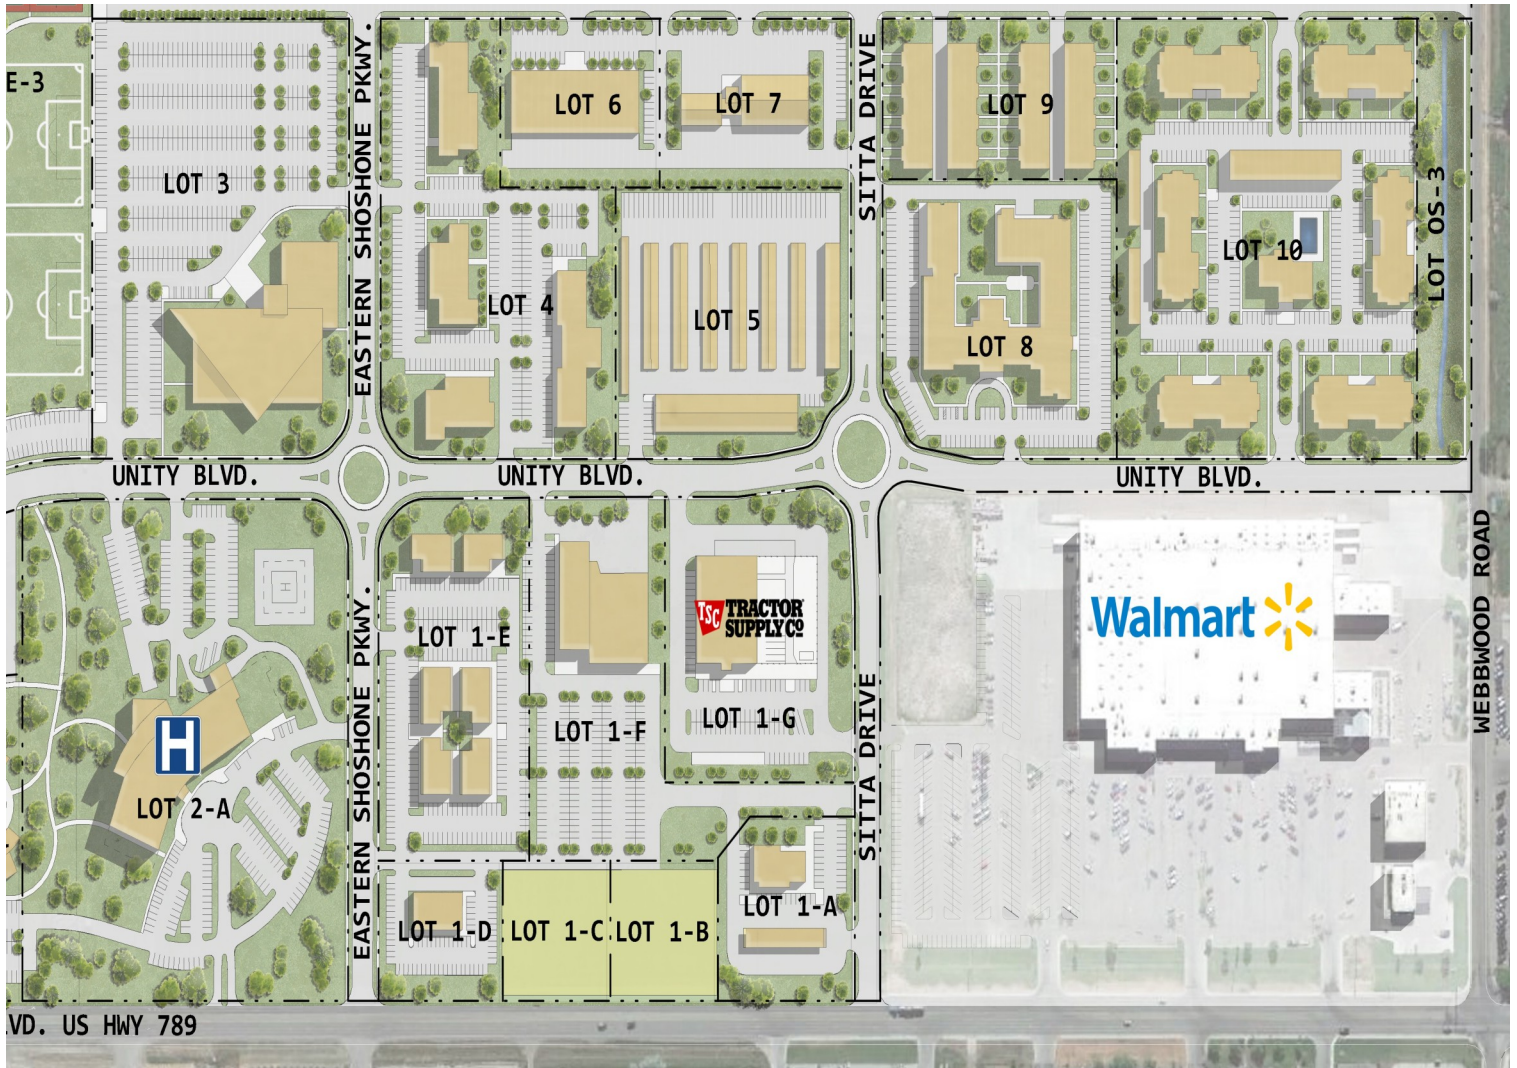 E-3
LOT 3
EASTERN SHOSHONE PKWY.
LOT 6
LOT 7
SITTA DRIVE
LOT 9
LOT 4
LOT 5
LOT 8
LOT 10
LOT OS-3
UNITY BLVD.
UNITY BLVD.
UNITY BLVD.
WEBBWOOD ROAD
H
LOT 1-E
TSC TRACTOR
SUPPLY CO
Walmart
H
LOT 2-A
EASTERN SHOSHONE PKWY.
LOT 1-F
LOT 1-G
SITTA DRIVE
LOT 1-D
LOT 1-C
LOT 1-B
LOT 1-A
VD. US HWY 789